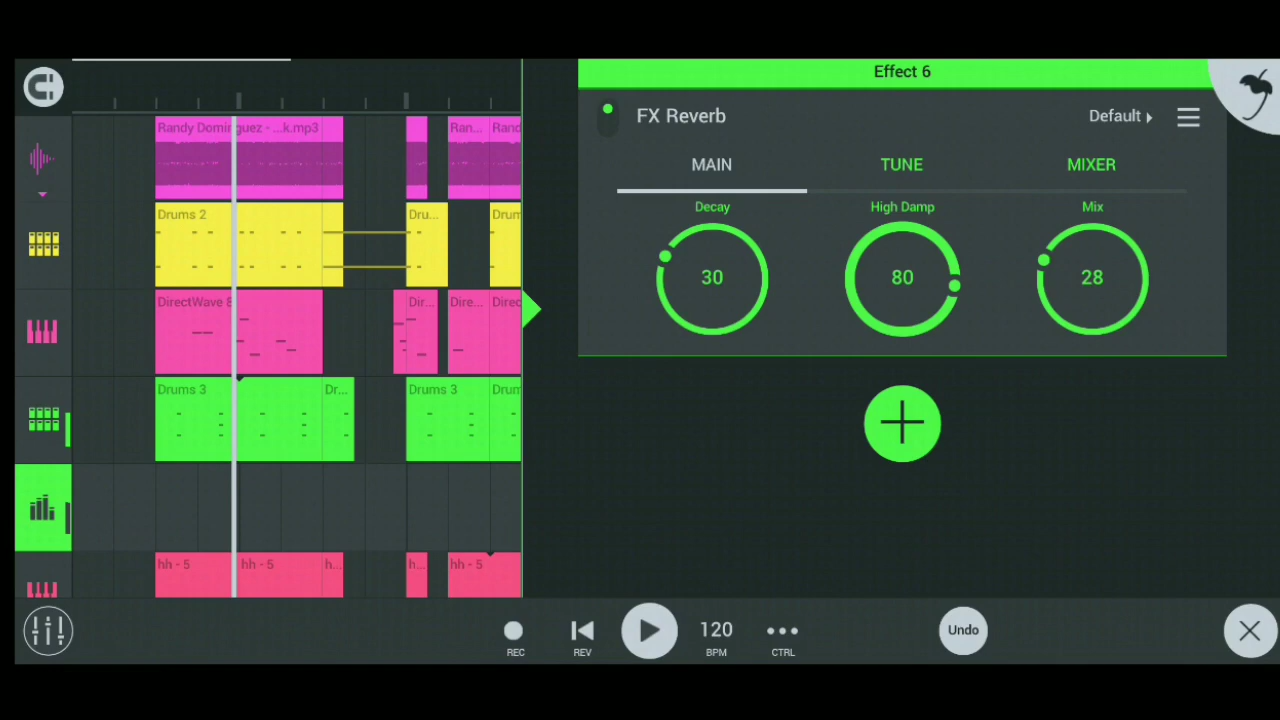 Effect 6
FX Reverb
Default
MAIN TUNE MIXER
Decay High Damp Mix
30 80 28
Randy Dominguez - ...k.mp3 Ran... Rand
Drums 2 Dru... Drum
DirectWave 8 Dir... Dire... Direc
Drums 3 Dr... Drums 3 Drum
hh - 5 hh - 5 h... h... hh - 5
120 Undo
REC REV BPM CTRL